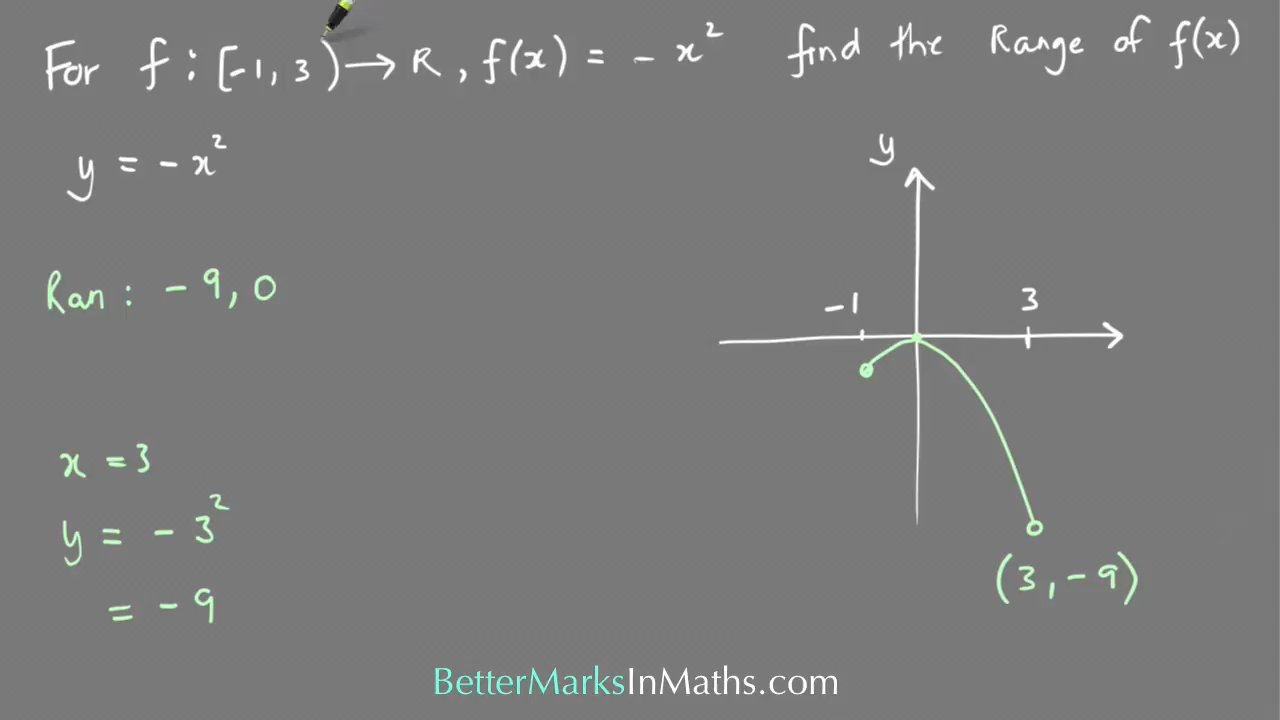 For f : [-1, 3) → R, f(x) = - x² find the Range of f(x)
y = - x²
y
Ran : - 9, 0
-1
3
x = 3
y = - 3²
= - 9
(3, - 9)
BetterMarksInMaths.com